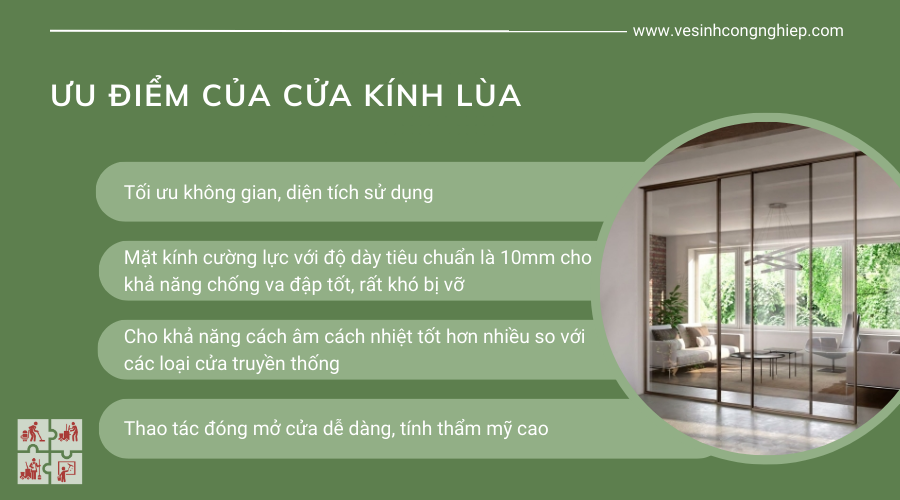 www.vesinhcongnghiep.com
ƯU ĐIỂM CỦA CỬA KÍNH LÙA
Tối ưu không gian, diện tích sử dụng
Mặt kính cường lực với độ dày tiêu chuẩn là 10mm cho
khả năng chống va đập tốt, rất khó bị vỡ
Cho khả năng cách âm cách nhiệt tốt hơn nhiều so với
các loại cửa truyền thống
Thao tác đóng mở cửa dễ dàng, tính thẩm mỹ cao